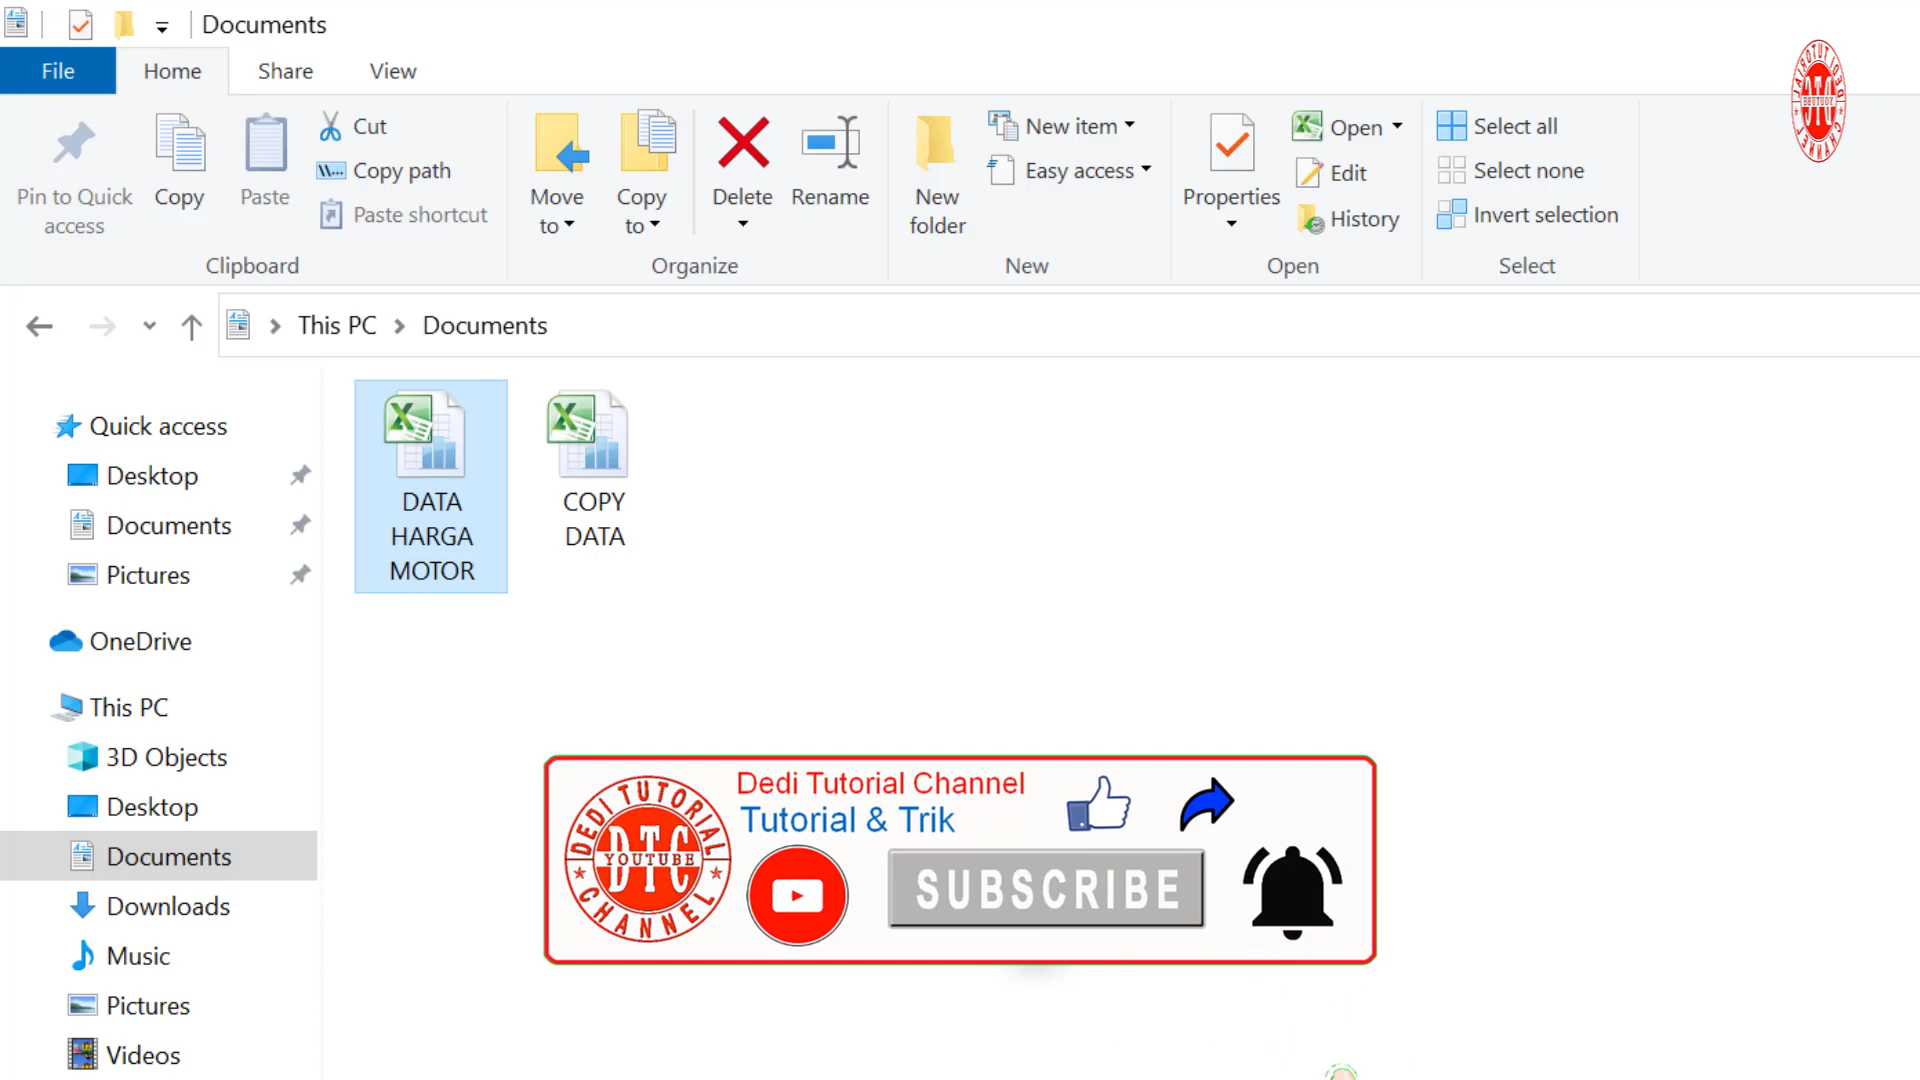 Documents
File Home Share View
Pin to Quick access
Copy
Paste
Cut
Copy path
Paste shortcut
Clipboard
Move to
Copy to
Delete
Rename
Organize
New folder
New item
Easy access
New
Properties
Open
Edit
History
Open
Select all
Select none
Invert selection
Select
This PC > Documents
Quick access
Desktop
Documents
Pictures
OneDrive
This PC
3D Objects
Desktop
Documents
Downloads
Music
Pictures
Videos
DATA
HARGA
MOTOR
COPY
DATA
DEDI TUTORIAL
DTC
YOUTUBE
CHANNEL
Dedi Tutorial Channel
Tutorial & Trik
SUBSCRIBE